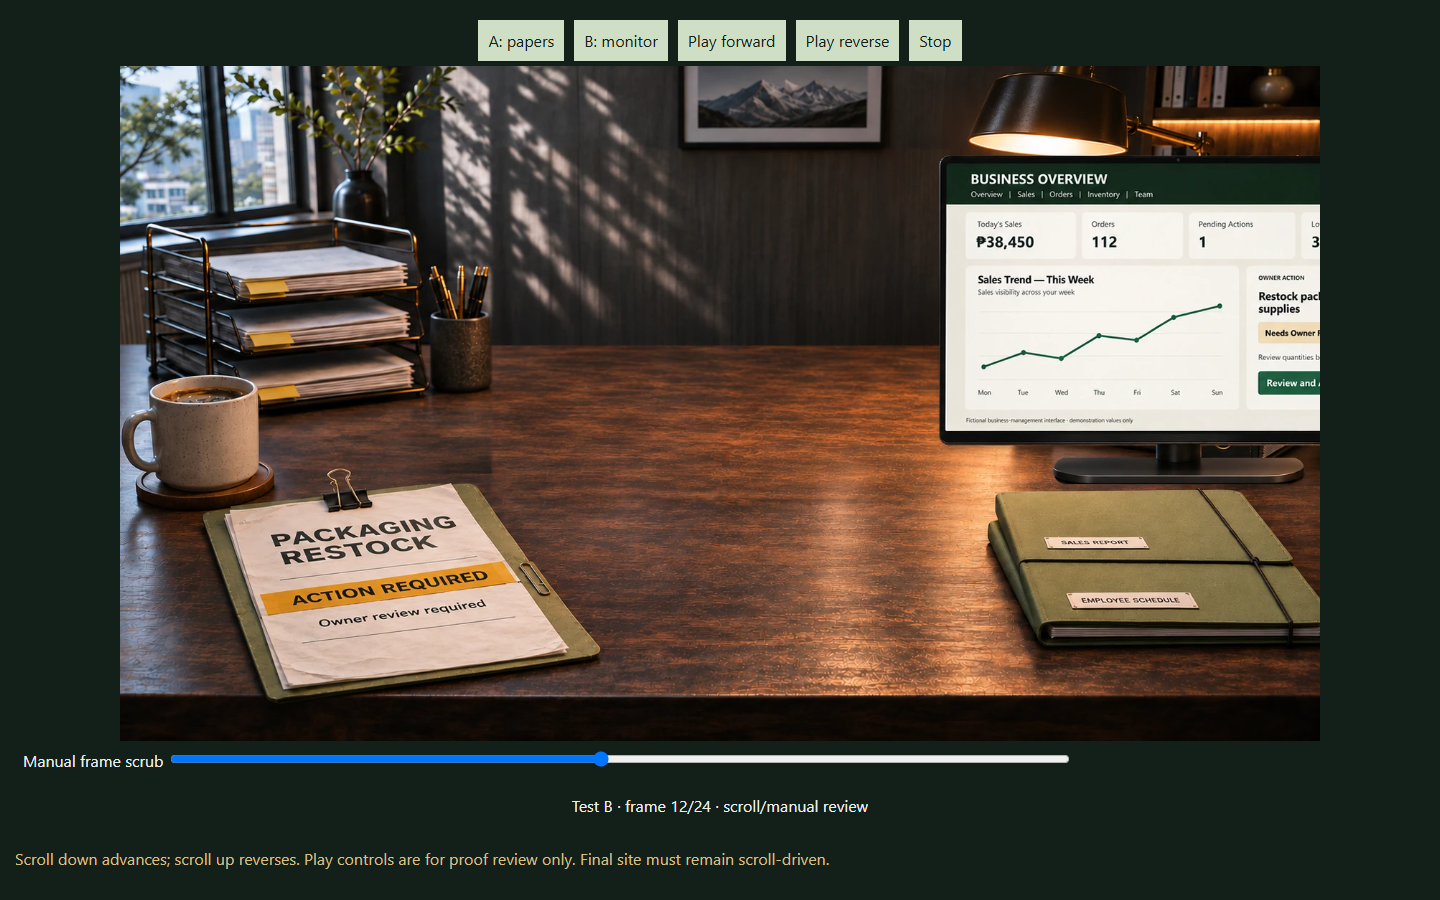 A: papers
B: monitor
Play forward
Play reverse
Stop
BUSINESS OVERVIEW
Overview | Sales | Orders | Inventory | Team
Today's Sales
₱38,450
Orders
112
Pending Actions
1
Lo
3
Sales Trend — This Week
Sales visibility across your week
Mon Tue Wed Thu Fri Sat Sun
Fictional business-management interface · demonstration values only
OWNER ACTION
Restock pac
supplies
Needs Owner
Review quantities b
Review and
PACKAGING
RESTOCK
ACTION REQUIRED
Owner review required
SALES REPORT
EMPLOYEE SCHEDULE
Manual frame scrub
Test B · frame 12/24 · scroll/manual review
Scroll down advances; scroll up reverses. Play controls are for proof review only. Final site must remain scroll-driven.